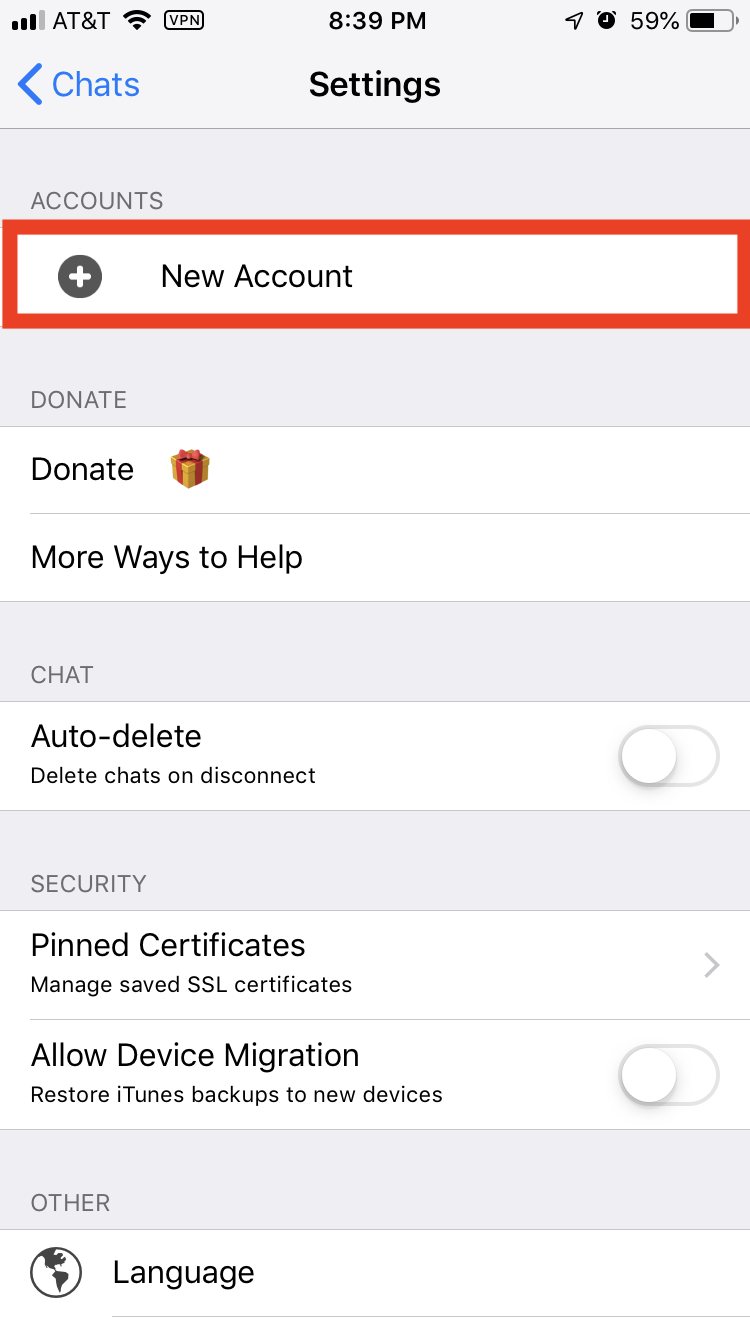 AT&T VPN 8:39 PM 59%
Chats Settings
ACCOUNTS
New Account
DONATE
Donate
More Ways to Help
CHAT
Auto-delete
Delete chats on disconnect
SECURITY
Pinned Certificates
Manage saved SSL certificates
Allow Device Migration
Restore iTunes backups to new devices
OTHER
Language